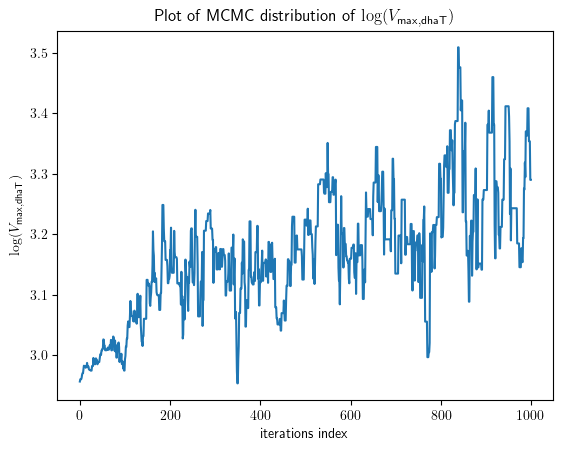 Plot of MCMC distribution of log(V_max,dhaT)
3.5
3.4
3.3
3.2
3.1
3.0
log(V_max,dhaT)
0 200 400 600 800 1000
iterations index